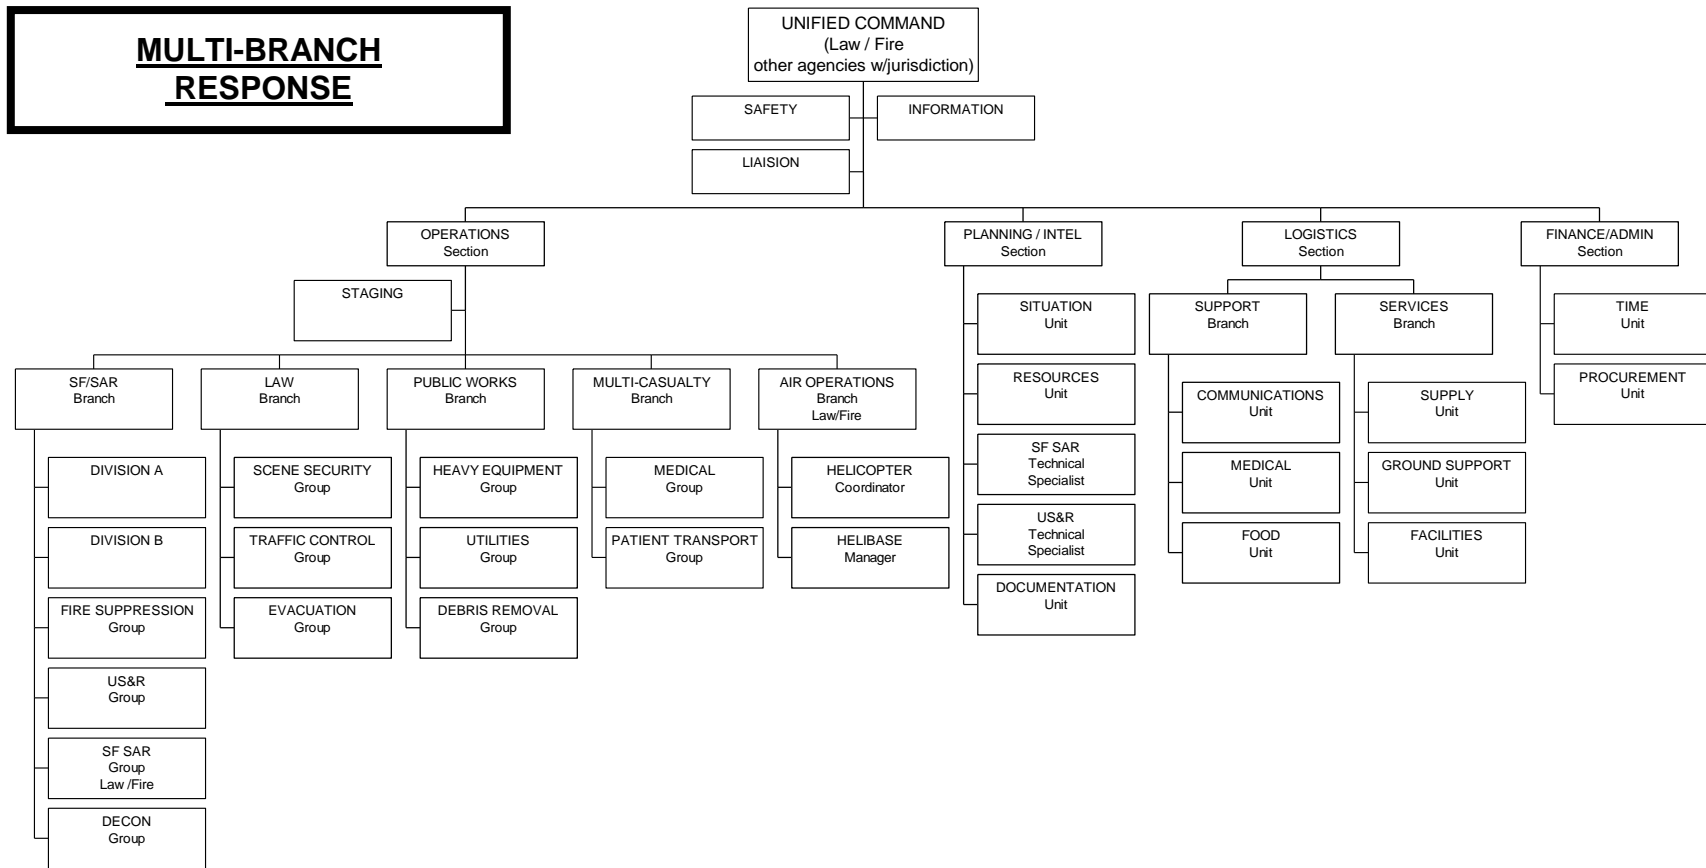 MULTI-BRANCH
RESPONSE
UNIFIED COMMAND
(Law / Fire
other agencies w/jurisdiction)
SAFETY
INFORMATION
LIAISION
OPERATIONS
Section
PLANNING / INTEL
Section
LOGISTICS
Section
FINANCE/ADMIN
Section
STAGING
SITUATION
Unit
SUPPORT
Branch
SERVICES
Branch
TIME
Unit
SF/SAR
Branch
LAW
Branch
PUBLIC WORKS
Branch
MULTI-CASUALTY
Branch
AIR OPERATIONS
Branch
Law/Fire
RESOURCES
Unit
COMMUNICATIONS
Unit
SUPPLY
Unit
PROCUREMENT
Unit
DIVISION A
SCENE SECURITY
Group
HEAVY EQUIPMENT
Group
MEDICAL
Group
HELICOPTER
Coordinator
SF SAR
Technical
Specialist
MEDICAL
Unit
GROUND SUPPORT
Unit
DIVISION B
TRAFFIC CONTROL
Group
UTILITIES
Group
PATIENT TRANSPORT
Group
HELIBASE
Manager
US&R
Technical
Specialist
FOOD
Unit
FACILITIES
Unit
FIRE SUPPRESSION
Group
EVACUATION
Group
DEBRIS REMOVAL
Group
DOCUMENTATION
Unit
US&R
Group
SF SAR
Group
Law /Fire
DECON
Group